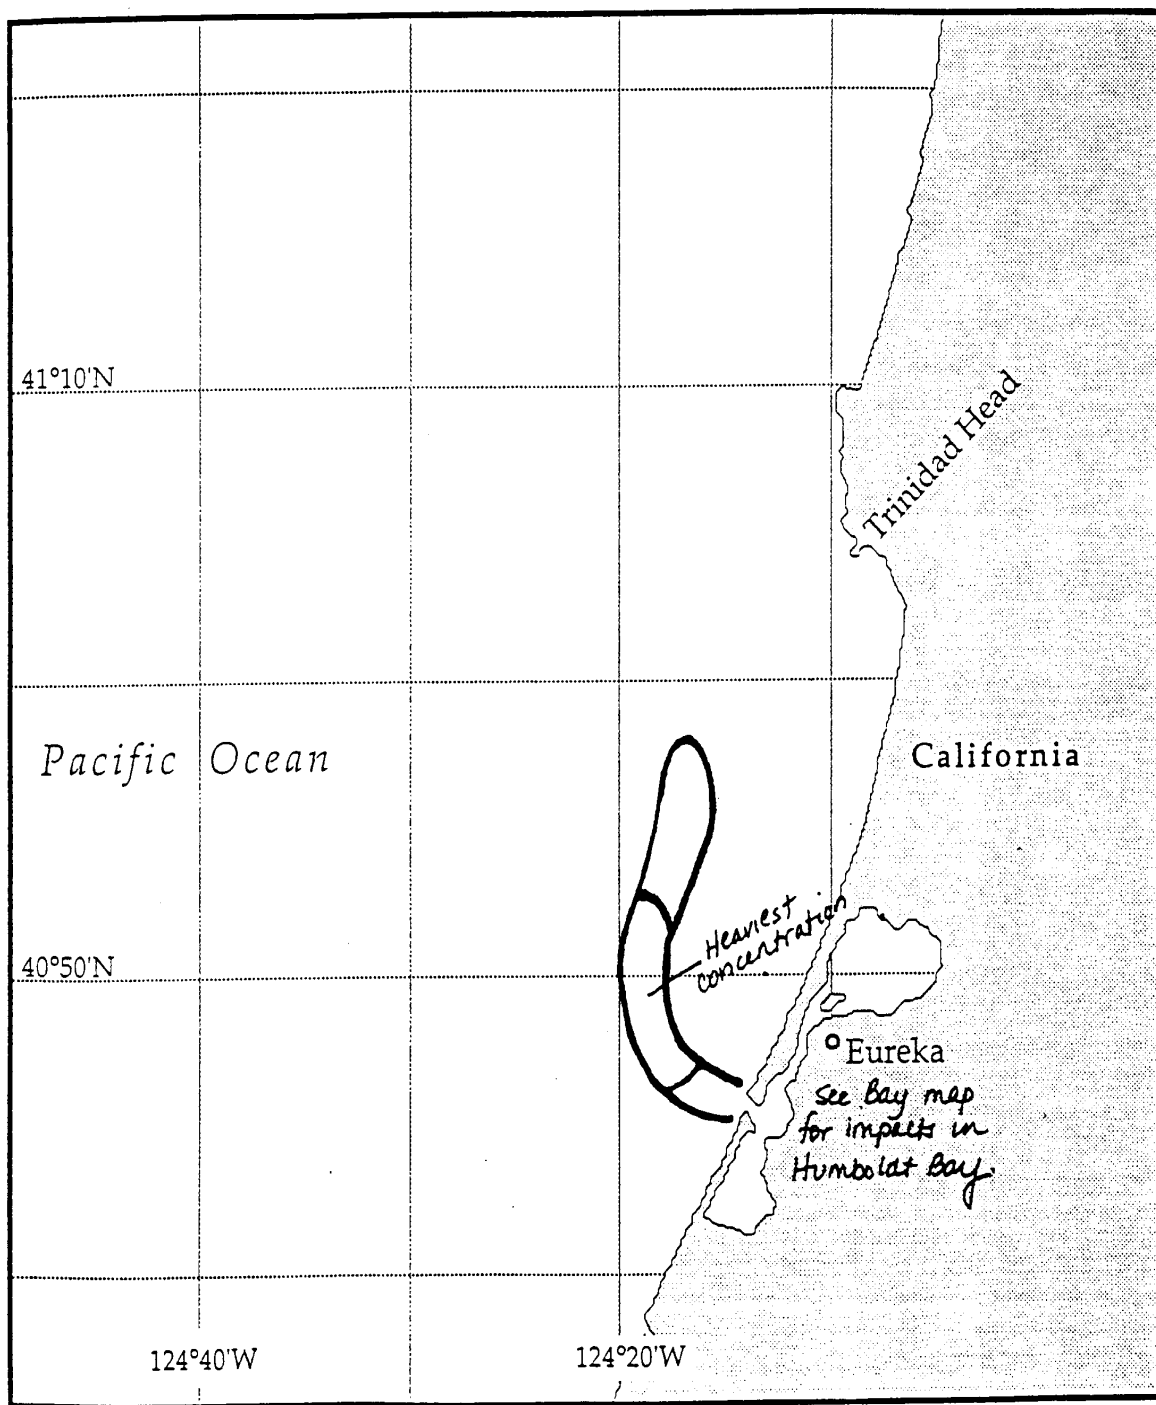 41°10'N
Trinidad Head
Pacific Ocean
California
Heaviest
concentration
40°50'N
Eureka
See Bay map
for impacts in
Humboldt Bay.
124°40'W
124°20'W